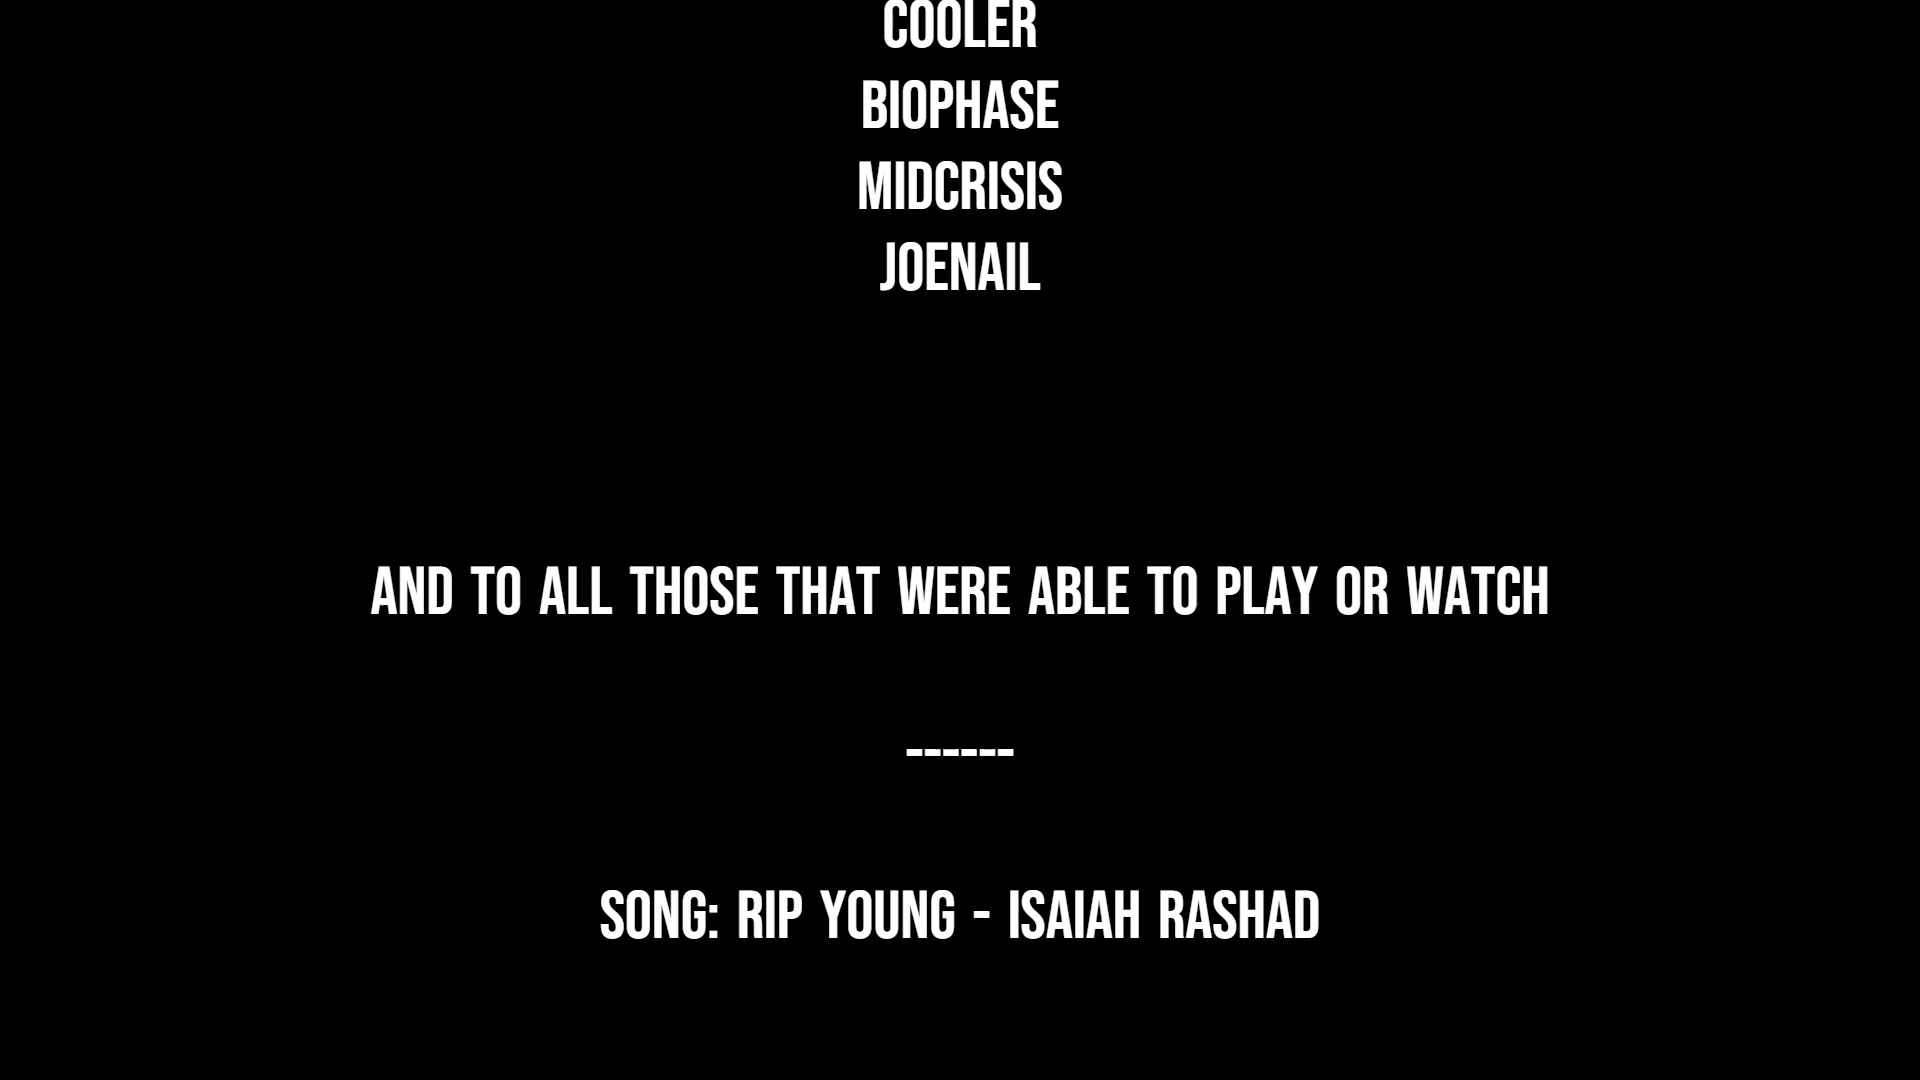 COOLER
BIOPHASE
MIDCRISIS
JOENAIL
AND TO ALL THOSE THAT WERE ABLE TO PLAY OR WATCH
------
SONG: RIP YOUNG - ISAIAH RASHAD